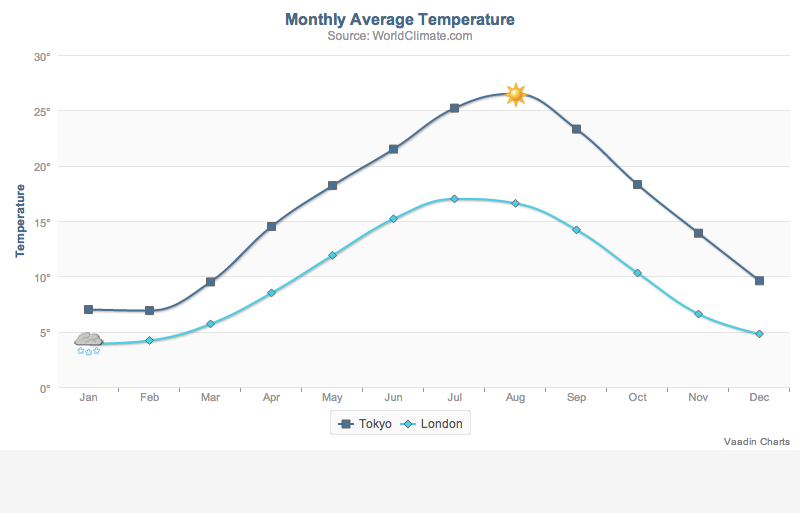 Monthly Average Temperature
Source: WorldClimate.com
30°
25°
20°
15°
10°
5°
0°
Temperature
Jan Feb Mar Apr May Jun Jul Aug Sep Oct Nov Dec
Tokyo London
Vaadin Charts